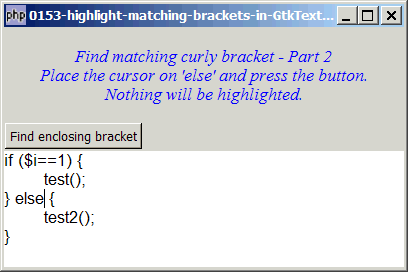 php 0153-highlight-matching-brackets-in-GtkText...
Find matching curly bracket - Part 2
Place the cursor on 'else' and press the button.
Nothing will be highlighted.
Find enclosing bracket
if ($i==1) {
test();
} else {
test2();
}